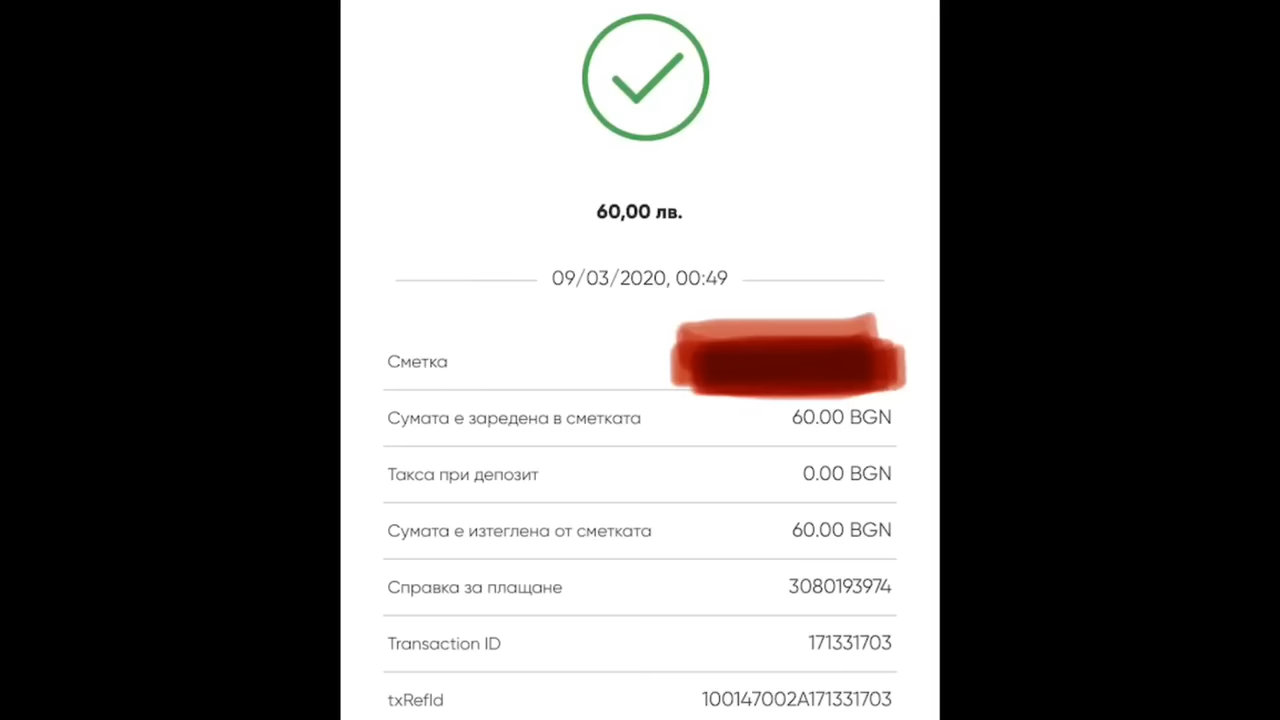 60,00 лв.
09/03/2020, 00:49
Сметка
Сумата е заредена в сметката 60.00 BGN
Такса при депозит 0.00 BGN
Сумата е изтеглена от сметката 60.00 BGN
Справка за плащане 3080193974
Transaction ID 171331703
txRefId 100147002A171331703